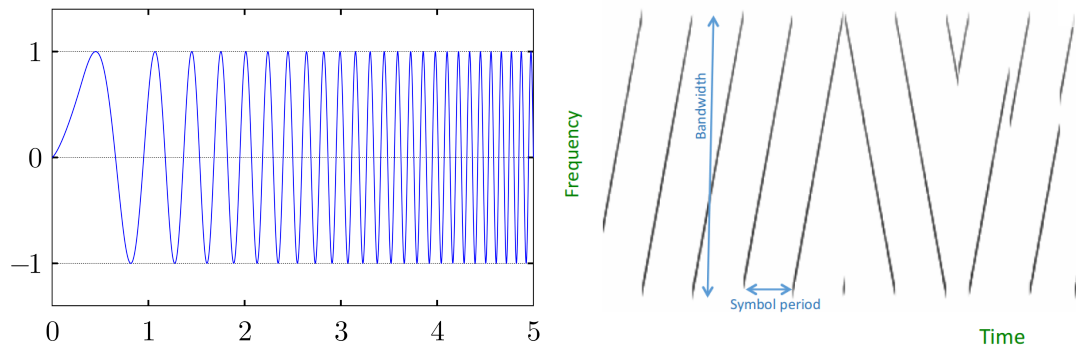 1
0
−1
0 1 2 3 4 5
Frequency
Bandwidth
Symbol period
Time